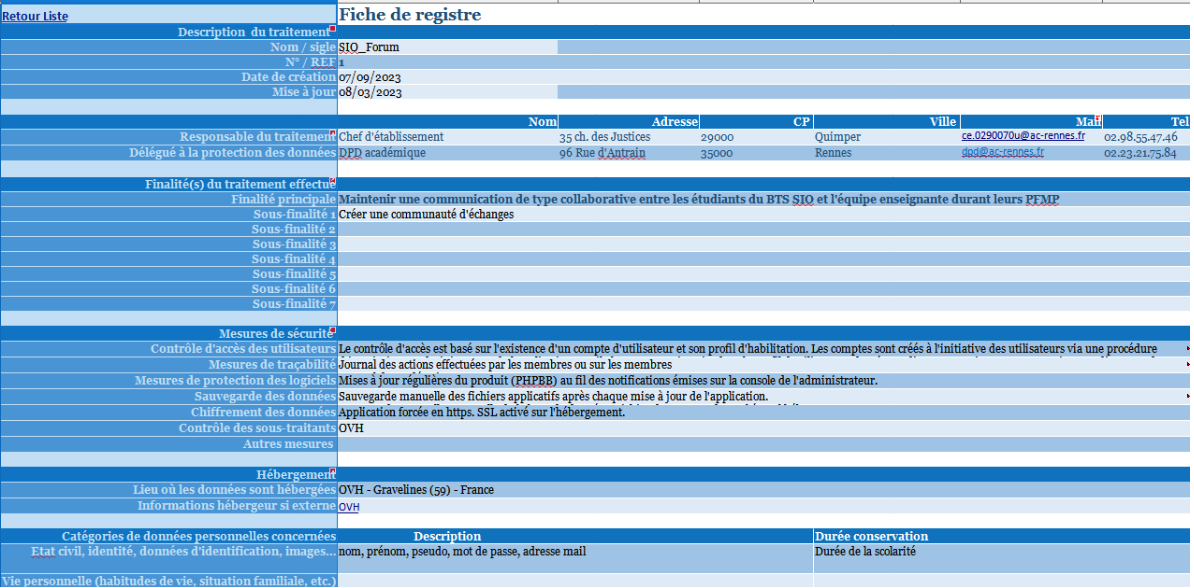 Retour Liste Fiche de registre
Description du traitement
Nom / sigle SIO_Forum
N° / REF 1
Date de création 07/09/2023
Mise à jour 08/03/2023
Nom Adresse CP Ville Mail Tel
Responsable du traitement Chef d'établissement 35 ch. des Justices 29000 Quimper ce.0290070u@ac-rennes.fr 02.98.55.47.46
Délégué à la protection des données DPD académique 96 Rue d'Antrain 35000 Rennes dpd@ac-rennes.fr 02.23.21.75.84
Finalité(s) du traitement effectué
Finalité principale Maintenir une communication de type collaborative entre les étudiants du BTS SIO et l'équipe enseignante durant leurs PFMP
Sous-finalité 1 Créer une communauté d'échanges
Sous-finalité 2
Sous-finalité 3
Sous-finalité 4
Sous-finalité 5
Sous-finalité 6
Sous-finalité 7
Mesures de sécurité
Contrôle d'accès des utilisateurs Le contrôle d'accès est basé sur l'existence d'un compte d'utilisateur et son profil d'habilitation. Les comptes sont créés à l'initiative des utilisateurs via une procédure
Mesures de traçabilité Journal des actions effectuées par les membres ou sur les membres
Mesures de protection des logiciels Mises à jour régulières du produit (PHPBB) au fil des notifications émises sur la console de l'administrateur.
Sauvegarde des données Sauvegarde manuelle des fichiers applicatifs après chaque mise à jour de l'application.
Chiffrement des données Application forcée en https. SSL activé sur l'hébergement.
Contrôle des sous-traitants OVH
Autres mesures
Hébergement
Lieu où les données sont hébergées OVH - Gravelines (59) - France
Informations hébergeur si externe OVH
Catégories de données personnelles concernées Description Durée conservation
Etat civil, identité, données d'identification, images... nom, prénom, pseudo, mot de passe, adresse mail Durée de la scolarité
Vie personnelle (habitudes de vie, situation familiale, etc.)